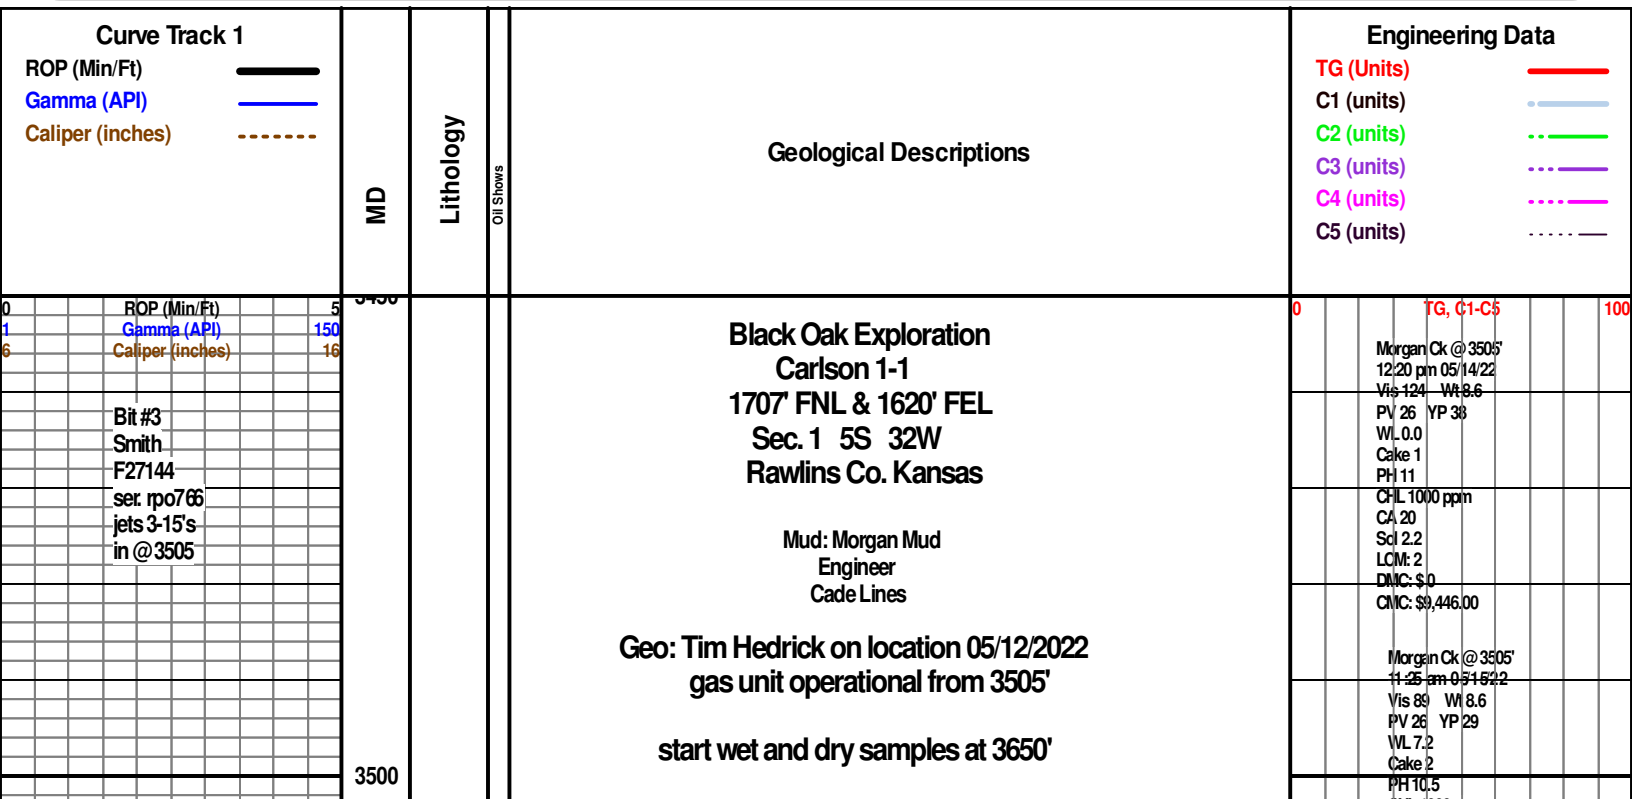 Curve Track 1
ROP (Min/Ft)
Gamma (API)
Caliper (inches)
MD
Lithology
Oil Shows
Geological Descriptions
Engineering Data
TG (Units)
C1 (units)
C2 (units)
C3 (units)
C4 (units)
C5 (units)
0 ROP (Min/Ft) 5
1 Gamma (API) 150
6 Caliper (inches) 16
Bit #3
Smith
F27144
ser. rpo766
jets 3-15's
in @ 3505
3450
3500
Black Oak Exploration
Carlson 1-1
1707' FNL & 1620' FEL
Sec. 1 5S 32W
Rawlins Co. Kansas
Mud: Morgan Mud
Engineer
Cade Lines
Geo: Tim Hedrick on location 05/12/2022
gas unit operational from 3505'
start wet and dry samples at 3650'
0 TG, C1-C5 100
Morgan Ck @ 3505'
12:20 pm 05/14/22
Vis 124 Wt 8.6
PV 26 YP 38
WL 0.0
Cake 1
PH 11
CHL 1000 ppm
CA 20
Sol 2.2
LCM: 2
DMC: $ 0
CMC: $9,446.00
Morgan Ck @ 3505'
11:25 am 05/15/22
Vis 89 Wt 8.6
PV 26 YP 29
WL 7.2
Cake 2
PH 10.5